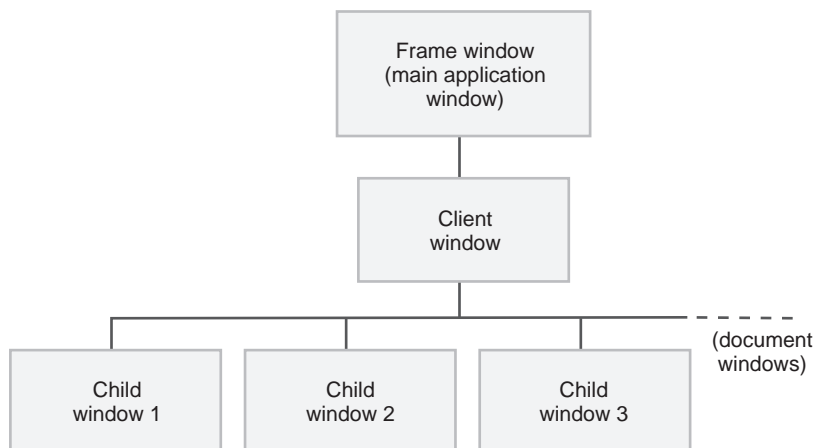 Frame window
(main application
window)
Client
window
(document
windows)
Child
window 1
Child
window 2
Child
window 3